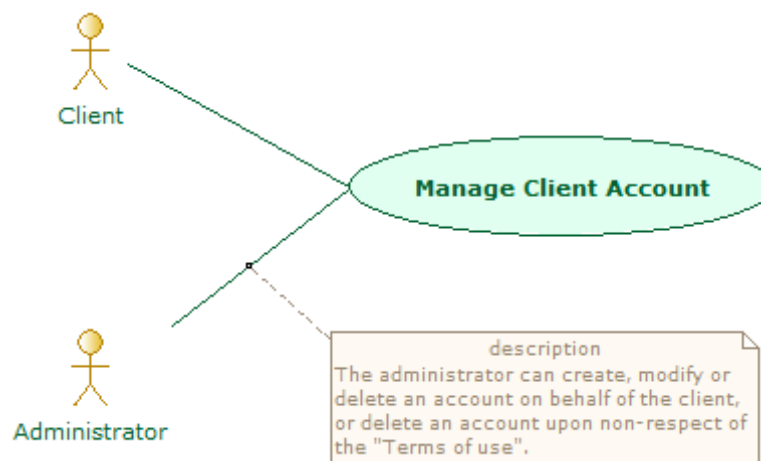 Client
Manage Client Account
Administrator
description
The administrator can create, modify or
delete an account on behalf of the client,
or delete an account upon non-respect of
the "Terms of use".